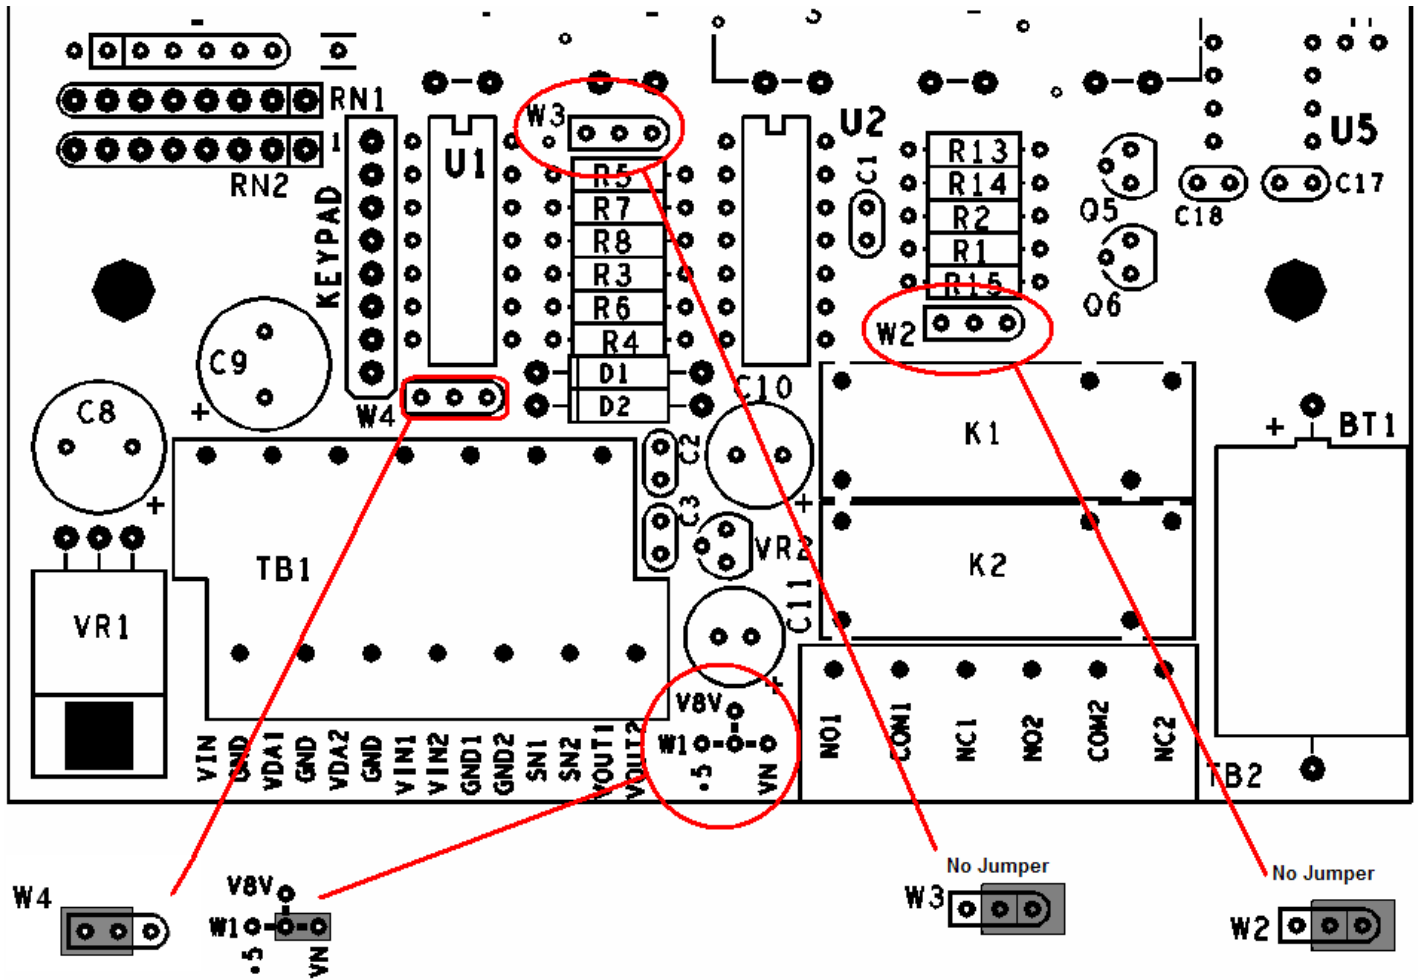 RN1
W3
U2
U5
1
U1
C1
R13
RN2
R5
R14
C17
KEYPAD
R7
Q5
C18
R2
R8
R1
R3
R15
Q6
R6
W2
R4
C9
D1
C10
C8
W4
D2
K1
+
BT1
C2
+
C3
+
VR2
TB1
K2
VR1
C11
+
V8V
W1
.5
VN
VIN
GND
VDA1
GND
VDA2
GND
VIN1
VIN2
GND1
GND2
SN1
SN2
VOUT1
VOUT2
NO1
COM1
NC1
NO2
COM2
NC2
TB2
No Jumper
No Jumper
W4
V8V
W1
.5
VN
W3
W2